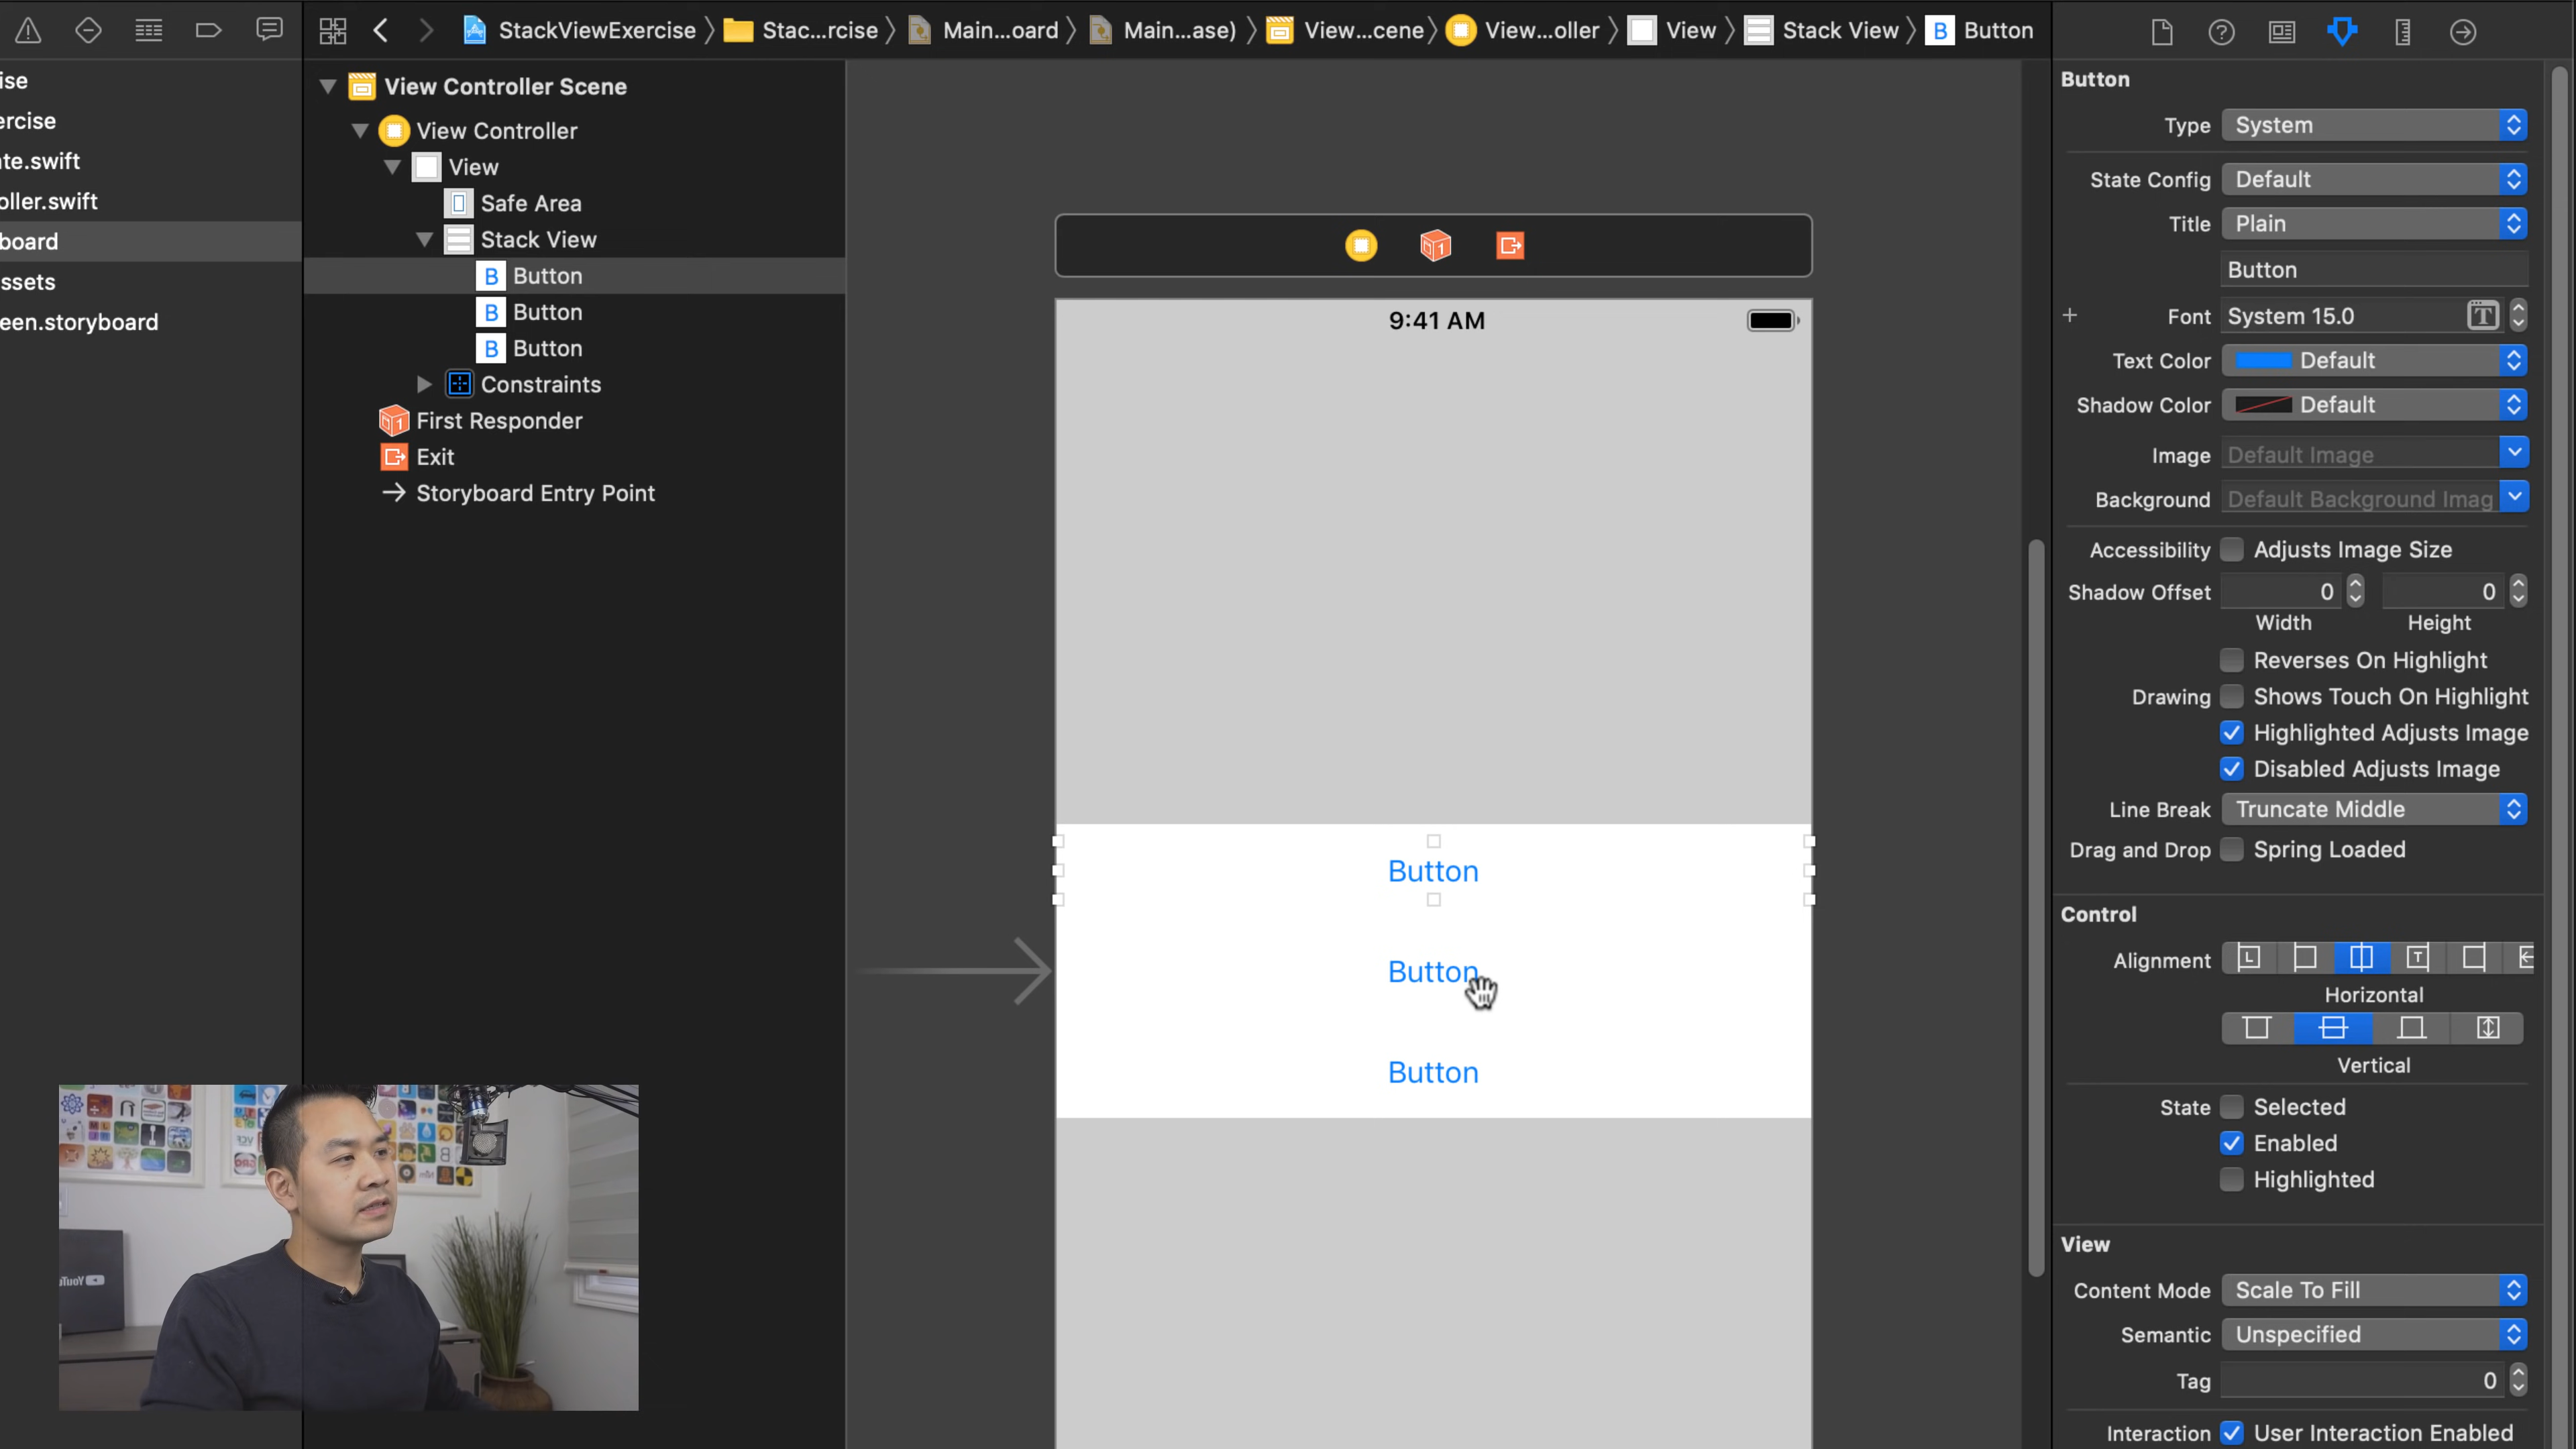 StackViewExercise
Stac...rcise
Main...oard
Main...ase)
View...cene
View...oller
View
Stack View
B
Button
ise
ercise
te.swift
oller.swift
board
ssets
een.storyboard
View Controller Scene
View Controller
View
Safe Area
Stack View
B Button
B Button
B Button
Constraints
First Responder
Exit
Storyboard Entry Point
9:41 AM
Button
Button
Button
Button
Type System
State Config Default
Title Plain
Button
+ Font System 15.0 T
Text Color Default
Shadow Color Default
Image Default Image
Background Default Background Imag
Accessibility Adjusts Image Size
Shadow Offset 0 0
Width Height
Reverses On Highlight
Drawing Shows Touch On Highlight
Highlighted Adjusts Image
Disabled Adjusts Image
Line Break Truncate Middle
Drag and Drop Spring Loaded
Control
Alignment L T
Horizontal
Vertical
State Selected
Enabled
Highlighted
View
Content Mode Scale To Fill
Semantic Unspecified
Tag 0
Interaction User Interaction Enabled